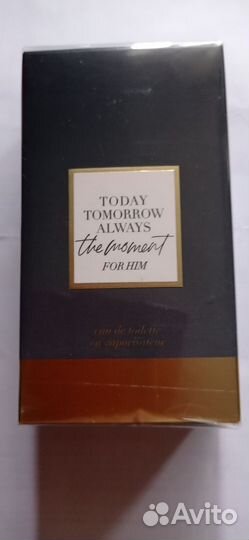 TODAY
TOMORROW
ALWAYS
the moment
FOR HIM
eau de toilette
en vaporisateur
Avito